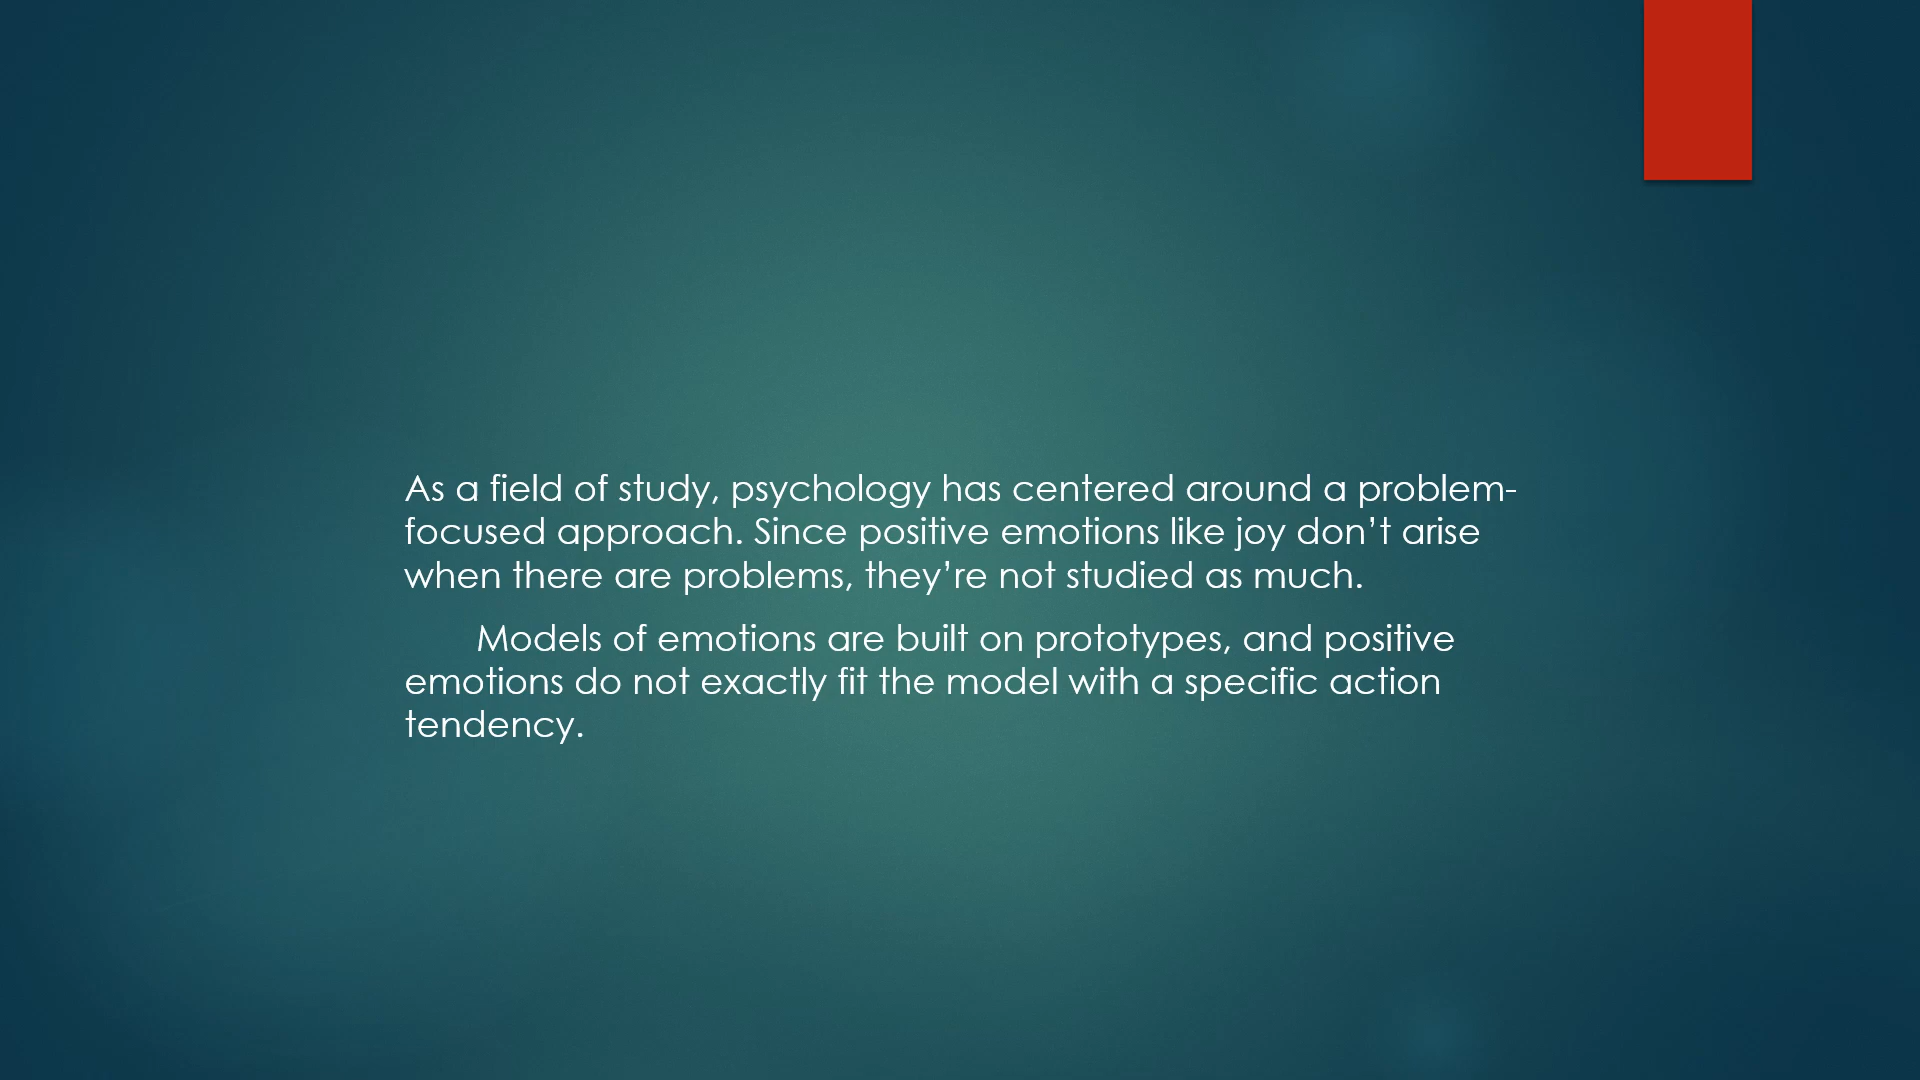 As a field of study, psychology has centered around a problem-
focused approach. Since positive emotions like joy don’t arise
when there are problems, they’re not studied as much.
Models of emotions are built on prototypes, and positive
emotions do not exactly fit the model with a specific action
tendency.